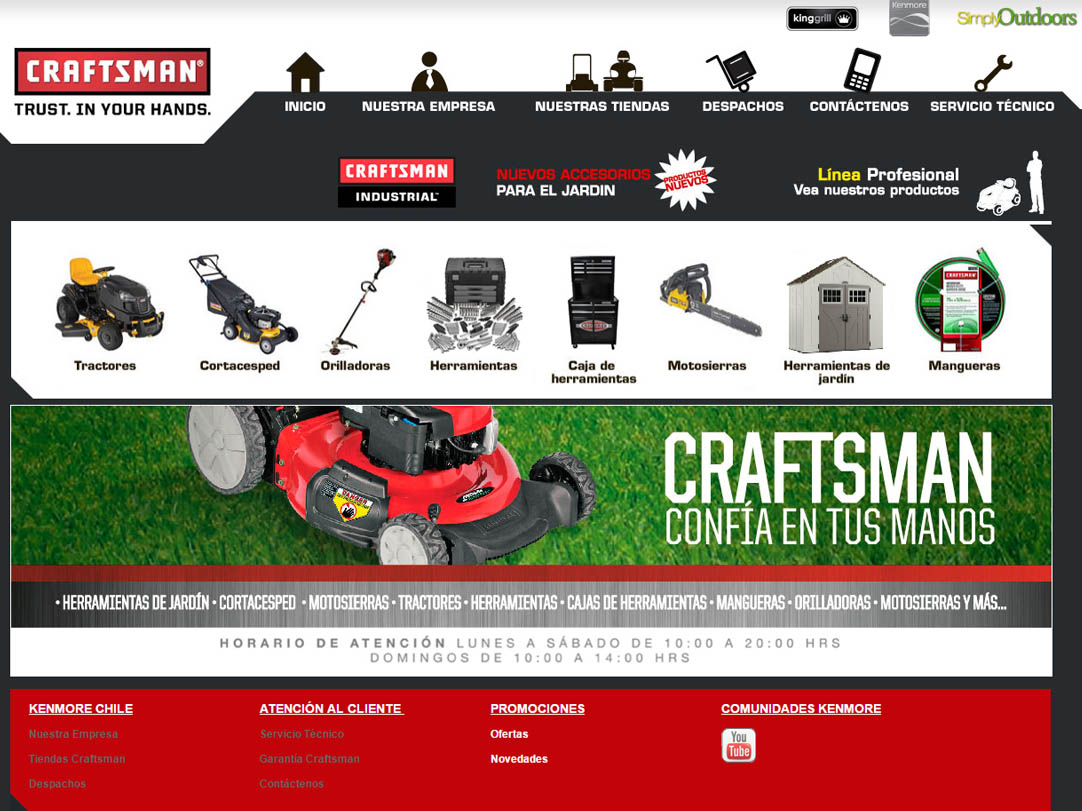 kinggrill
Kenmore
SimplyOutdoors
CRAFTSMAN®
TRUST. IN YOUR HANDS.
INICIO
NUESTRA EMPRESA
NUESTRAS TIENDAS
DESPACHOS
CONTÁCTENOS
SERVICIO TÉCNICO
CRAFTSMAN
INDUSTRIAL™
NUEVOS ACCESORIOS
PARA EL JARDIN
PRODUCTOS
NUEVOS
Línea Profesional
Vea nuestros productos
CRAFTSMAN
Tractores
Cortacesped
Orilladoras
Herramientas
Caja de
herramientas
Motosierras
Herramientas de
jardín
Mangueras
CRAFTSMAN
CONFÍA EN TUS MANOS
• HERRAMIENTAS DE JARDÍN • CORTACESPED • MOTOSIERRAS • TRACTORES • HERRAMIENTAS • CAJAS DE HERRAMIENTAS • MANGUERAS • ORILLADORAS • MOTOSIERRAS Y MÁS...
HORARIO DE ATENCIÓN LUNES A SÁBADO DE 10:00 A 20:00 HRS
DOMINGOS DE 10:00 A 14:00 HRS
KENMORE CHILE
Nuestra Empresa
Tiendas Craftsman
Despachos
ATENCIÓN AL CLIENTE
Servicio Técnico
Garantía Craftsman
Contáctenos
PROMOCIONES
Ofertas
Novedades
COMUNIDADES KENMORE
You
Tube